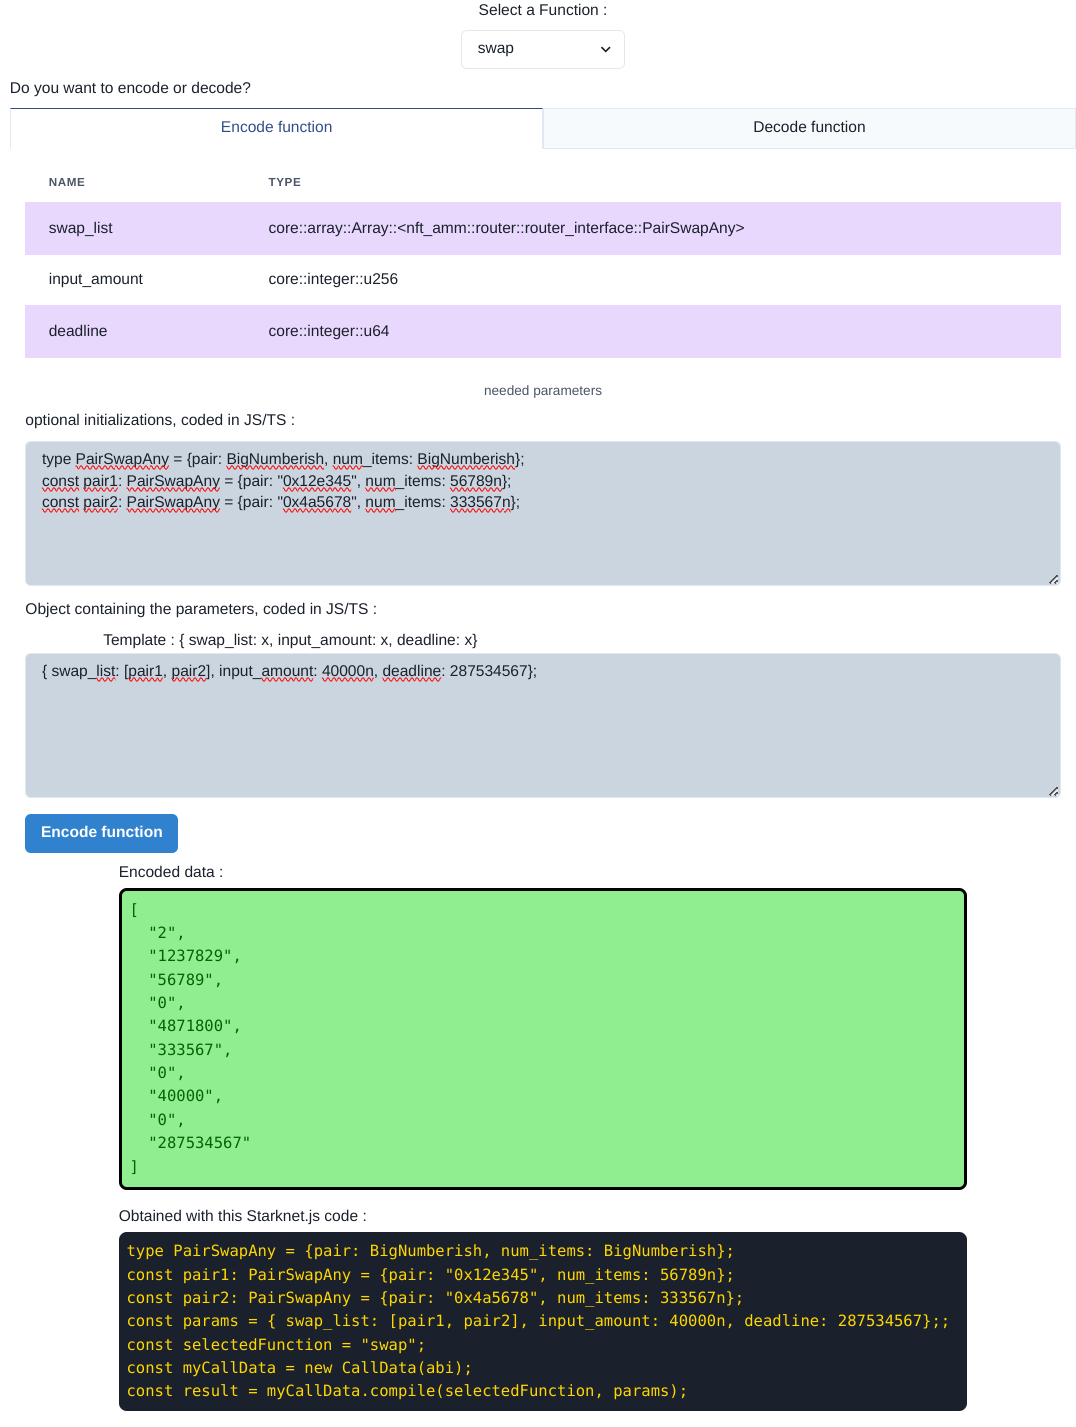 Select a Function :
swap
Do you want to encode or decode?
Encode function
Decode function
NAME TYPE
swap_list core::array::Array::<nft_amm::router::router_interface::PairSwapAny>
input_amount core::integer::u256
deadline core::integer::u64
needed parameters
optional initializations, coded in JS/TS :
type PairSwapAny = {pair: BigNumberish, num_items: BigNumberish};
const pair1: PairSwapAny = {pair: "0x12e345", num_items: 56789n};
const pair2: PairSwapAny = {pair: "0x4a5678", num_items: 333567n};
Object containing the parameters, coded in JS/TS :
Template : { swap_list: x, input_amount: x, deadline: x}
{ swap_list: [pair1, pair2], input_amount: 40000n, deadline: 287534567};
Encode function
Encoded data :
[
"2",
"1237829",
"56789",
"0",
"4871800",
"333567",
"0",
"40000",
"0",
"287534567"
]
Obtained with this Starknet.js code :
type PairSwapAny = {pair: BigNumberish, num_items: BigNumberish};
const pair1: PairSwapAny = {pair: "0x12e345", num_items: 56789n};
const pair2: PairSwapAny = {pair: "0x4a5678", num_items: 333567n};
const params = { swap_list: [pair1, pair2], input_amount: 40000n, deadline: 287534567};;
const selectedFunction = "swap";
const myCallData = new CallData(abi);
const result = myCallData.compile(selectedFunction, params);